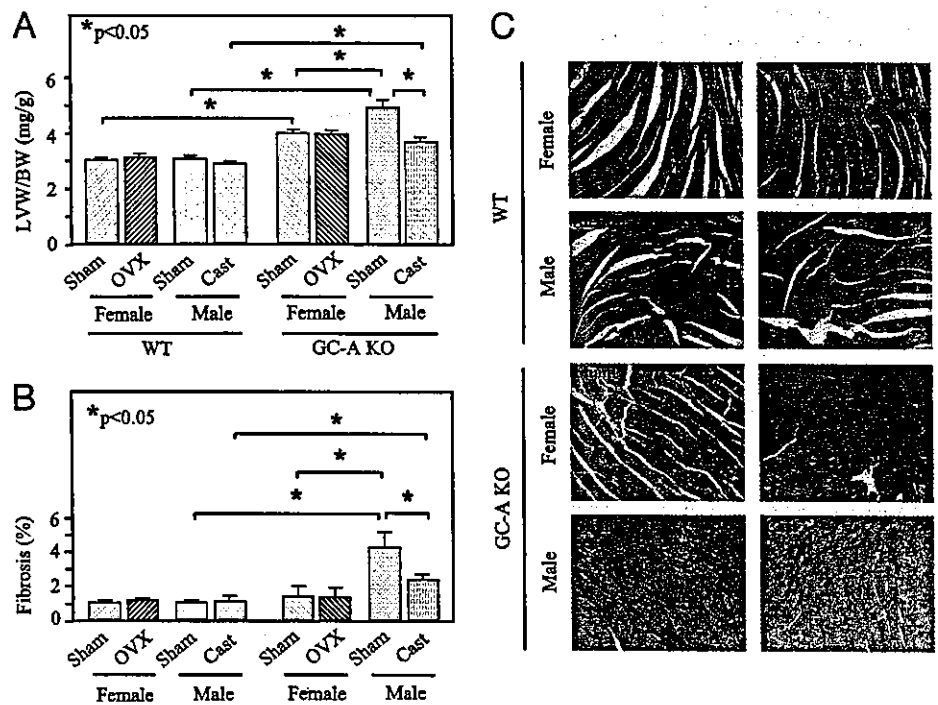 A
*p<0.05
*
*
*
*
*
LVW/BW (mg/g)
6
4
2
0
Sham OVX Sham Cast Sham OVX Sham Cast
Female Male Female Male
WT GC-A KO
B
*p<0.05
*
*
*
*
Fibrosis (%)
6
4
2
0
Sham OVX Sham Cast Sham OVX Sham Cast
Female Male Female Male
C
WT
Female
Male
GC-A KO
Female
Male